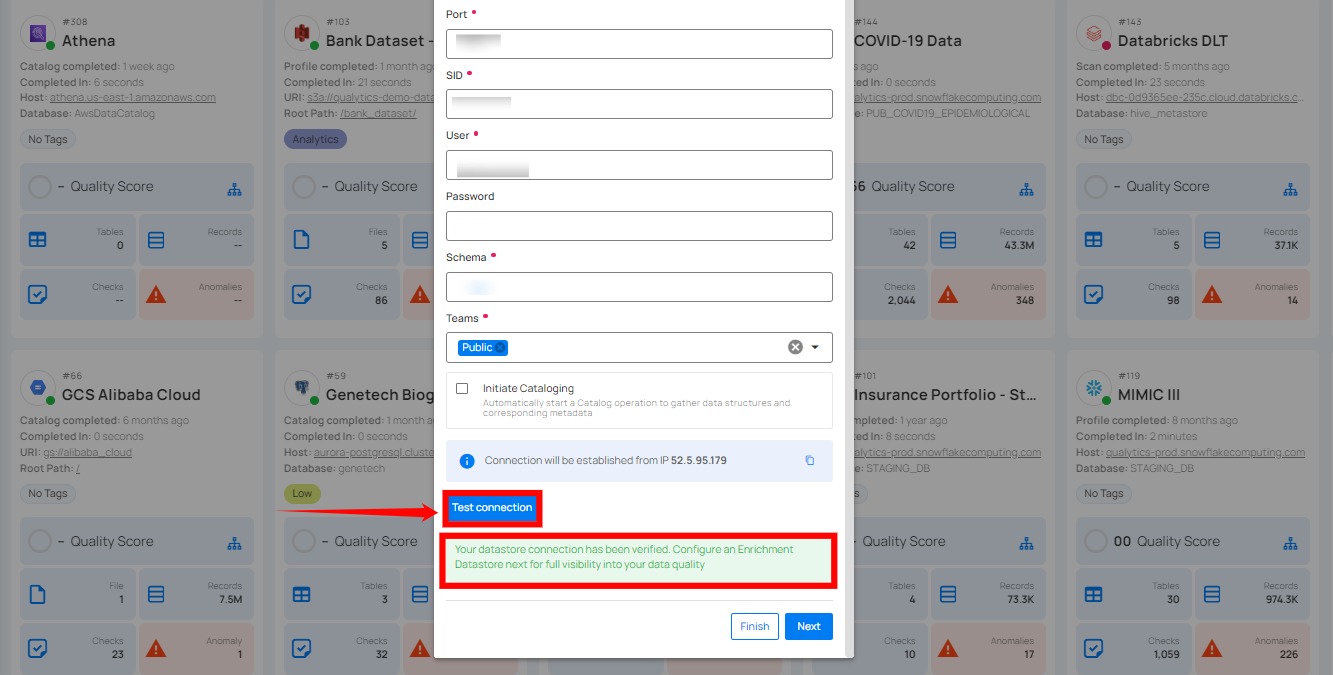 #308
Athena
Catalog completed: 1 week ago
Completed In: 6 seconds
Host: athena.us-east-1.amazonaws.com
Database: AwsDataCatalog
No Tags
– Quality Score
Tables
0
Records
--
Checks
--
Anomalies
--
#103
Bank Dataset -
Profile completed: 1 month ago
Completed In: 21 seconds
URI: s3a://qualytics-demo-data
Root Path: /bank_dataset/
Analytics
– Quality Score
Files
5
Checks
86
Port •
SID •
User •
Password
Schema •
Teams •
Public
Initiate Cataloging
Automatically start a Catalog operation to gather data structures and
corresponding metadata
Connection will be established from IP 52.5.95.179
Test connection
Your datastore connection has been verified. Configure an Enrichment
Datastore next for full visibility into your data quality
Finish
Next
#144
COVID-19 Data
ago
In: 0 seconds
alytics-prod.snowflakecomputing.com
e: PUB_COVID19_EPIDEMIOLOGICAL
56 Quality Score
Tables
42
Records
43.3M
Checks
2,044
Anomalies
348
#143
Databricks DLT
Scan completed: 5 months ago
Completed In: 23 seconds
Host: dbc-0d9365ee-235c.cloud.databricks.c...
Database: hive_metastore
No Tags
– Quality Score
Tables
5
Records
37.1K
Checks
98
Anomalies
14
#66
GCS Alibaba Cloud
Catalog completed: 6 months ago
Completed In: 0 seconds
URI: gs://alibaba_cloud
Root Path: /
No Tags
– Quality Score
File
1
Records
7.5M
Checks
23
Anomaly
1
#59
Genetech Biog
Catalog completed: 1 month ago
Completed In: 0 seconds
Host: aurora-postgresql.cluste
Database: genetech
Low
– Quality Score
Tables
3
Checks
32
#101
Insurance Portfolio - St...
completed: 1 year ago
In: 8 seconds
alytics-prod.snowflakecomputing.com
e: STAGING_DB
s
– Quality Score
Tables
4
Records
73.3K
Checks
10
Anomalies
17
#119
MIMIC III
Profile completed: 8 months ago
Completed In: 2 minutes
Host: qualytics-prod.snowflakecomputing.com
Database: STAGING_DB
No Tags
00 Quality Score
Tables
30
Records
974.3K
Checks
1,059
Anomalies
226